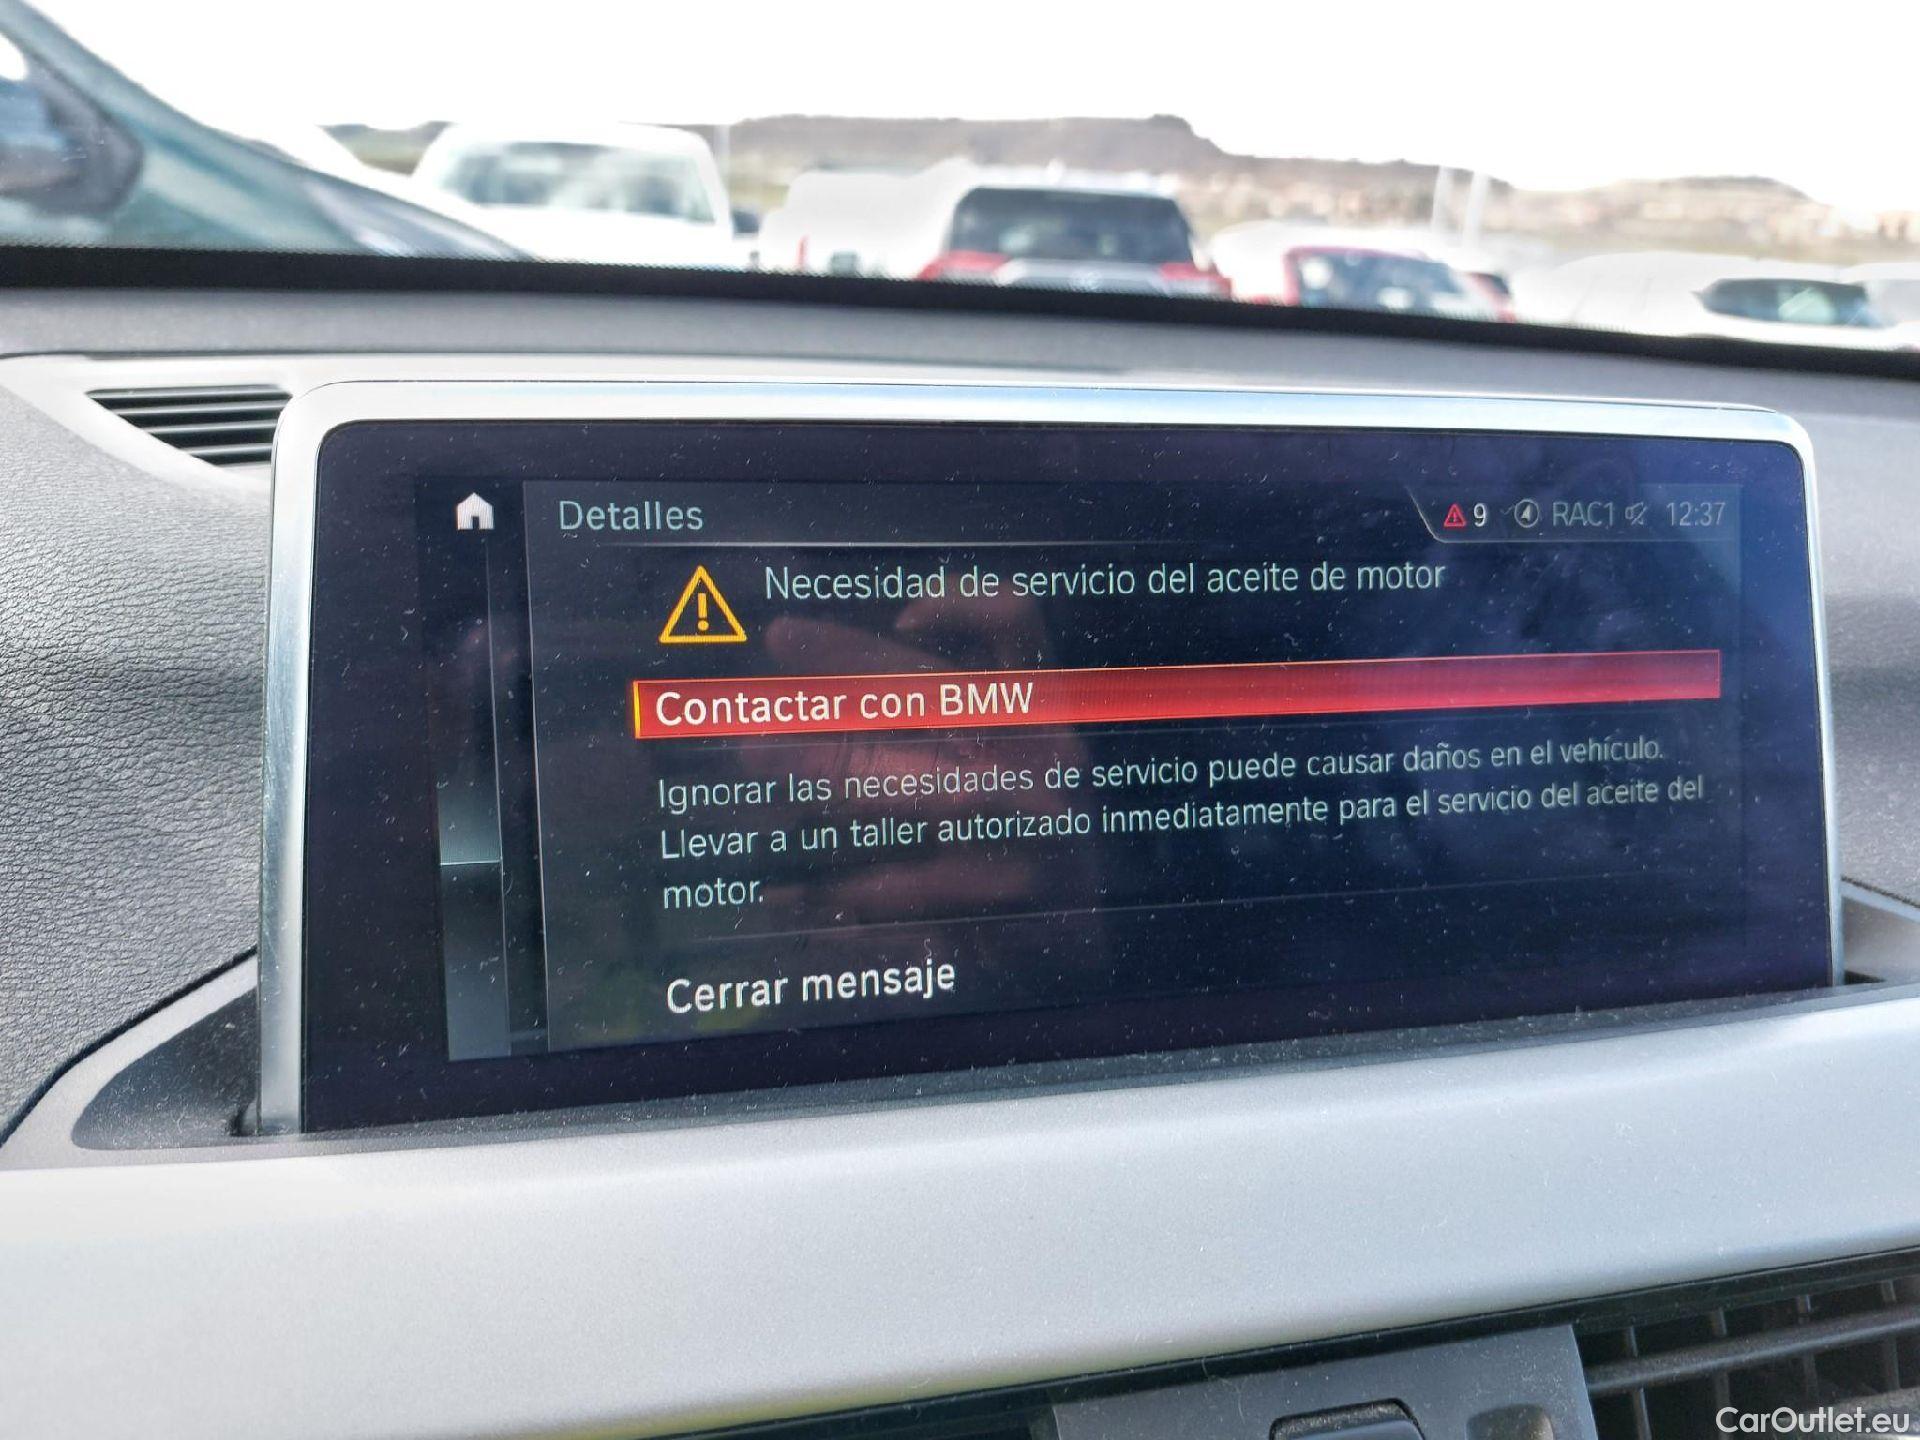 Detalles
9 RAC1 12:37
Necesidad de servicio del aceite de motor
Contactar con BMW
Ignorar las necesidades de servicio puede causar daños en el vehículo.
Llevar a un taller autorizado inmediatamente para el servicio del aceite del
motor.
Cerrar mensaje
CarOutlet.eu